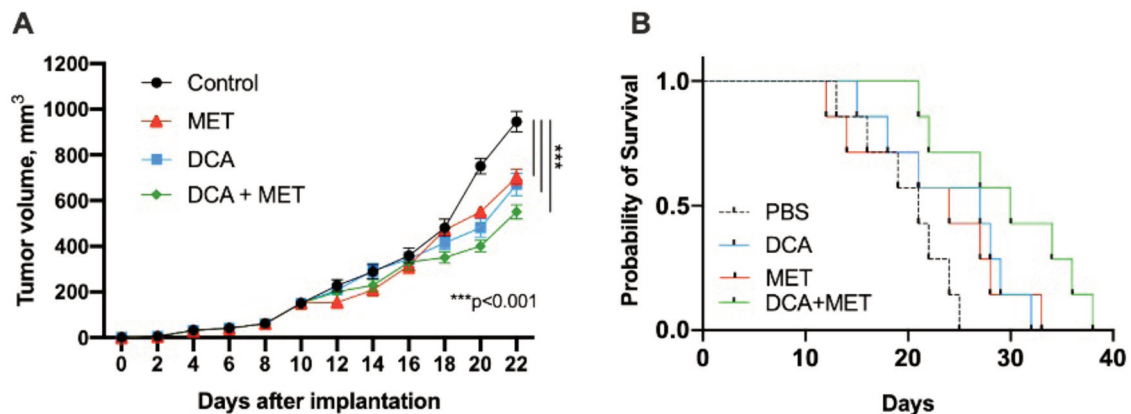 A
Tumor volume, mm³
1200
1000
800
600
400
200
0
Control
MET
DCA
DCA + MET
***
***p<0.001
0 2 4 6 8 10 12 14 16 18 20 22
Days after implantation
B
Probability of Survival
1.0
0.5
0.0
PBS
DCA
MET
DCA+MET
0 10 20 30 40
Days